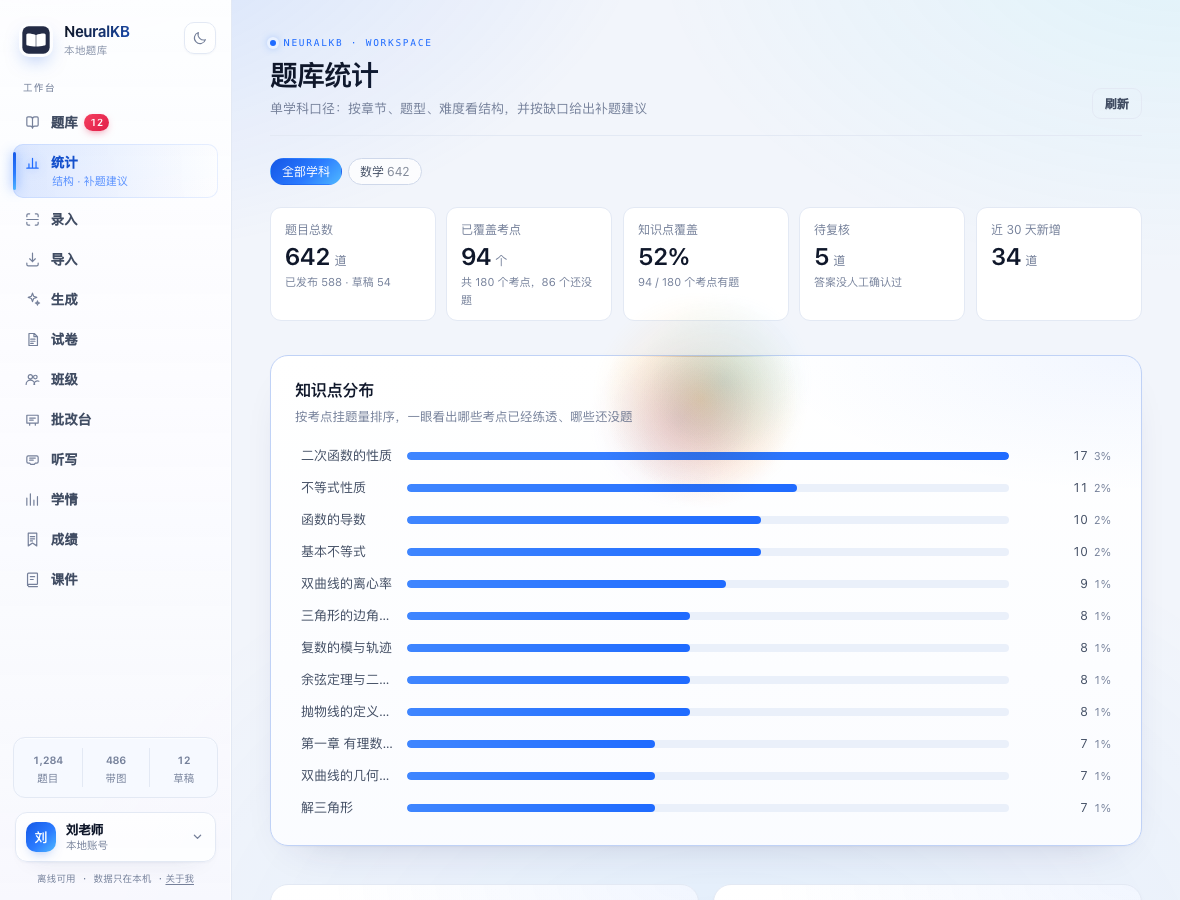 NeuralKB
本地题库
工作台
题库 12
统计
结构 · 补题建议
录入
导入
生成
试卷
班级
批改台
听写
学情
成绩
课件
1,284 486 12
题目 带图 草稿
刘 刘老师
本地账号
离线可用 · 数据只在本机 · 关于我
NEURALKB · WORKSPACE
题库统计
单学科口径：按章节、题型、难度看结构，并按缺口给出补题建议
刷新
全部学科 数学 642
题目总数
642 道
已发布 588 · 草稿 54
已覆盖考点
94 个
共 180 个考点，86 个还没
题
知识点覆盖
52%
94 / 180 个考点有题
待复核
5 道
答案没人工确认过
近 30 天新增
34 道
知识点分布
按考点挂题量排序，一眼看出哪些考点已经练透、哪些还没题
二次函数的性质 17 3%
不等式性质 11 2%
函数的导数 10 2%
基本不等式 10 2%
双曲线的离心率 9 1%
三角形的边角... 8 1%
复数的模与轨迹 8 1%
余弦定理与二... 8 1%
抛物线的定义... 8 1%
第一章 有理数... 7 1%
双曲线的几何... 7 1%
解三角形 7 1%